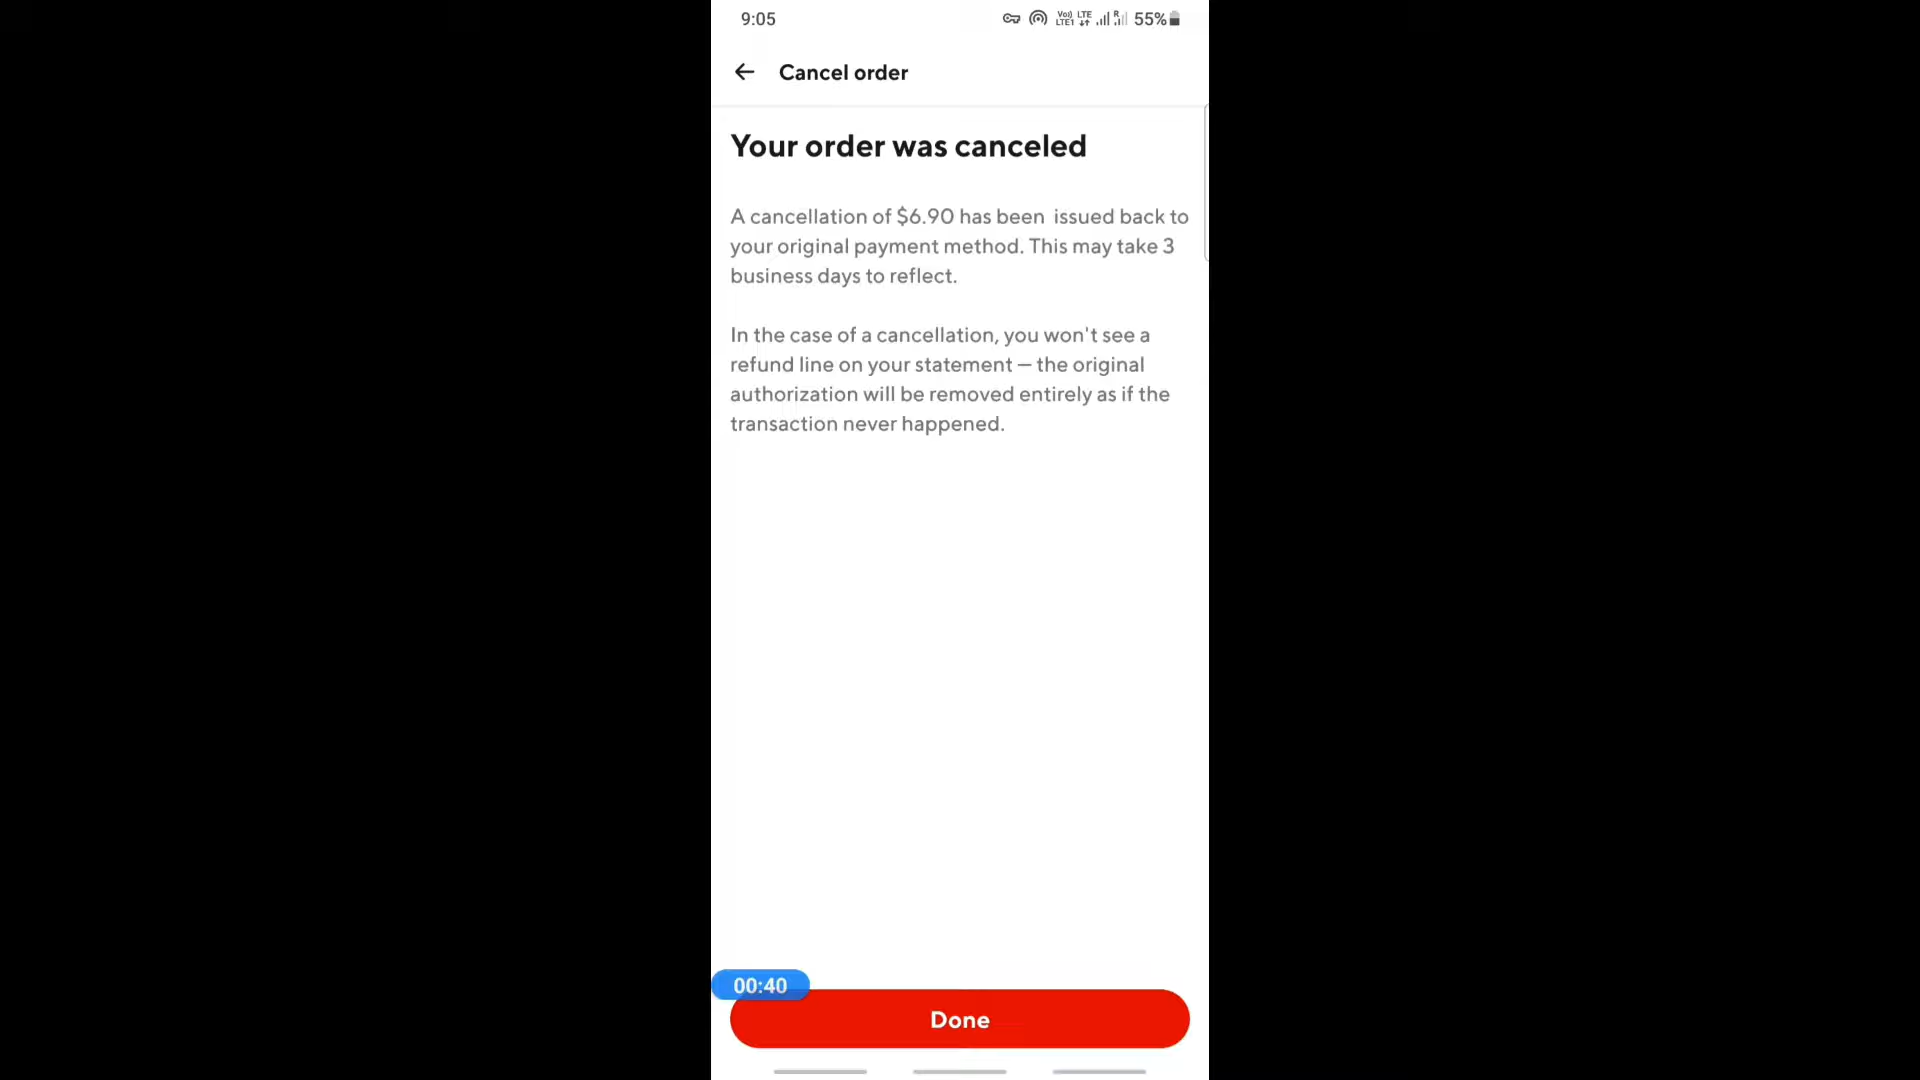 9:05
Vo) LTE
LTE1
R
55%
Cancel order
Your order was canceled
A cancellation of $6.90 has been issued back to
your original payment method. This may take 3
business days to reflect.
In the case of a cancellation, you won't see a
refund line on your statement — the original
authorization will be removed entirely as if the
transaction never happened.
00:40
Done